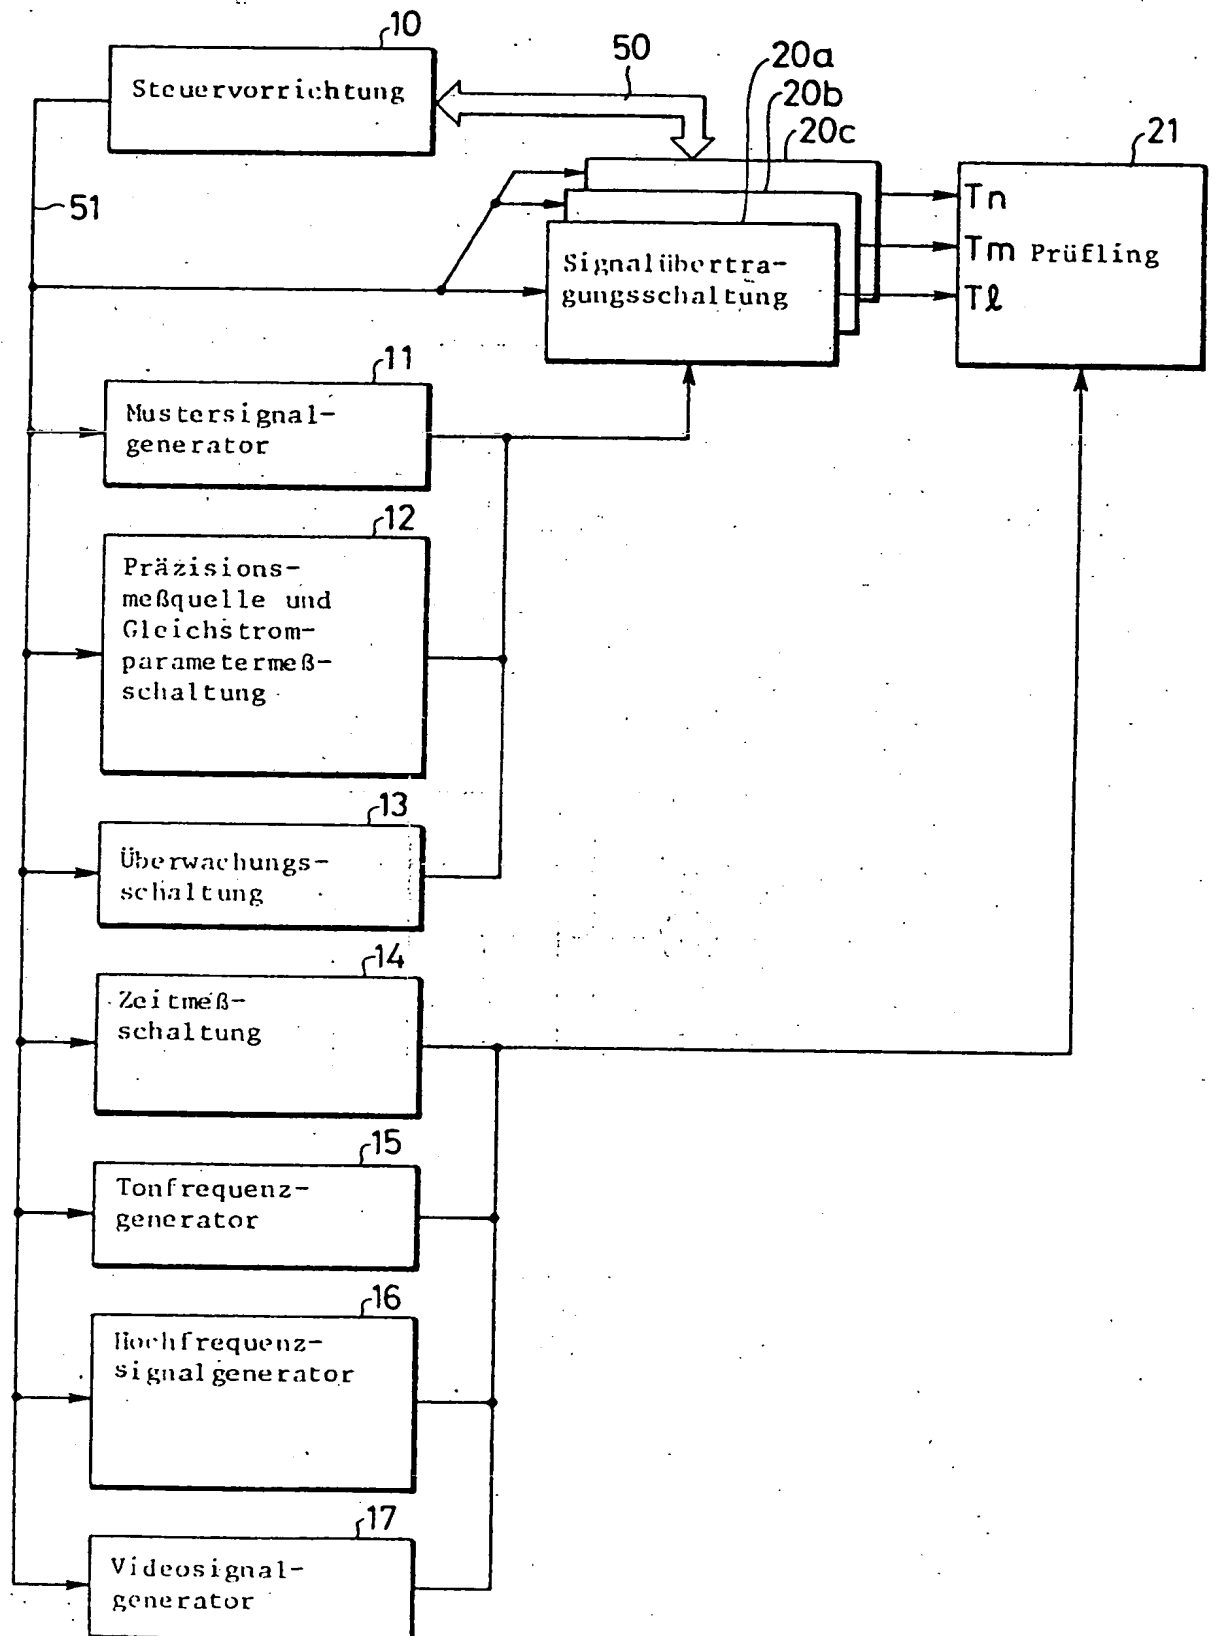 10
Steuervorrichtung
50
20a
20b
20c
21
51
Tn
Tm Prüfling
Tℓ
Signalübertra-
gungsschaltung
11
Mustersignal-
generator
12
Präzisions-
meßquelle und
Gleichstrom-
parametermeß-
schaltung
13
Überwachungs-
schaltung
14
Zeitmeß-
schaltung
15
Tonfrequenz-
generator
16
Hochfrequenz-
signalgenerator
17
Videosignal-
generator